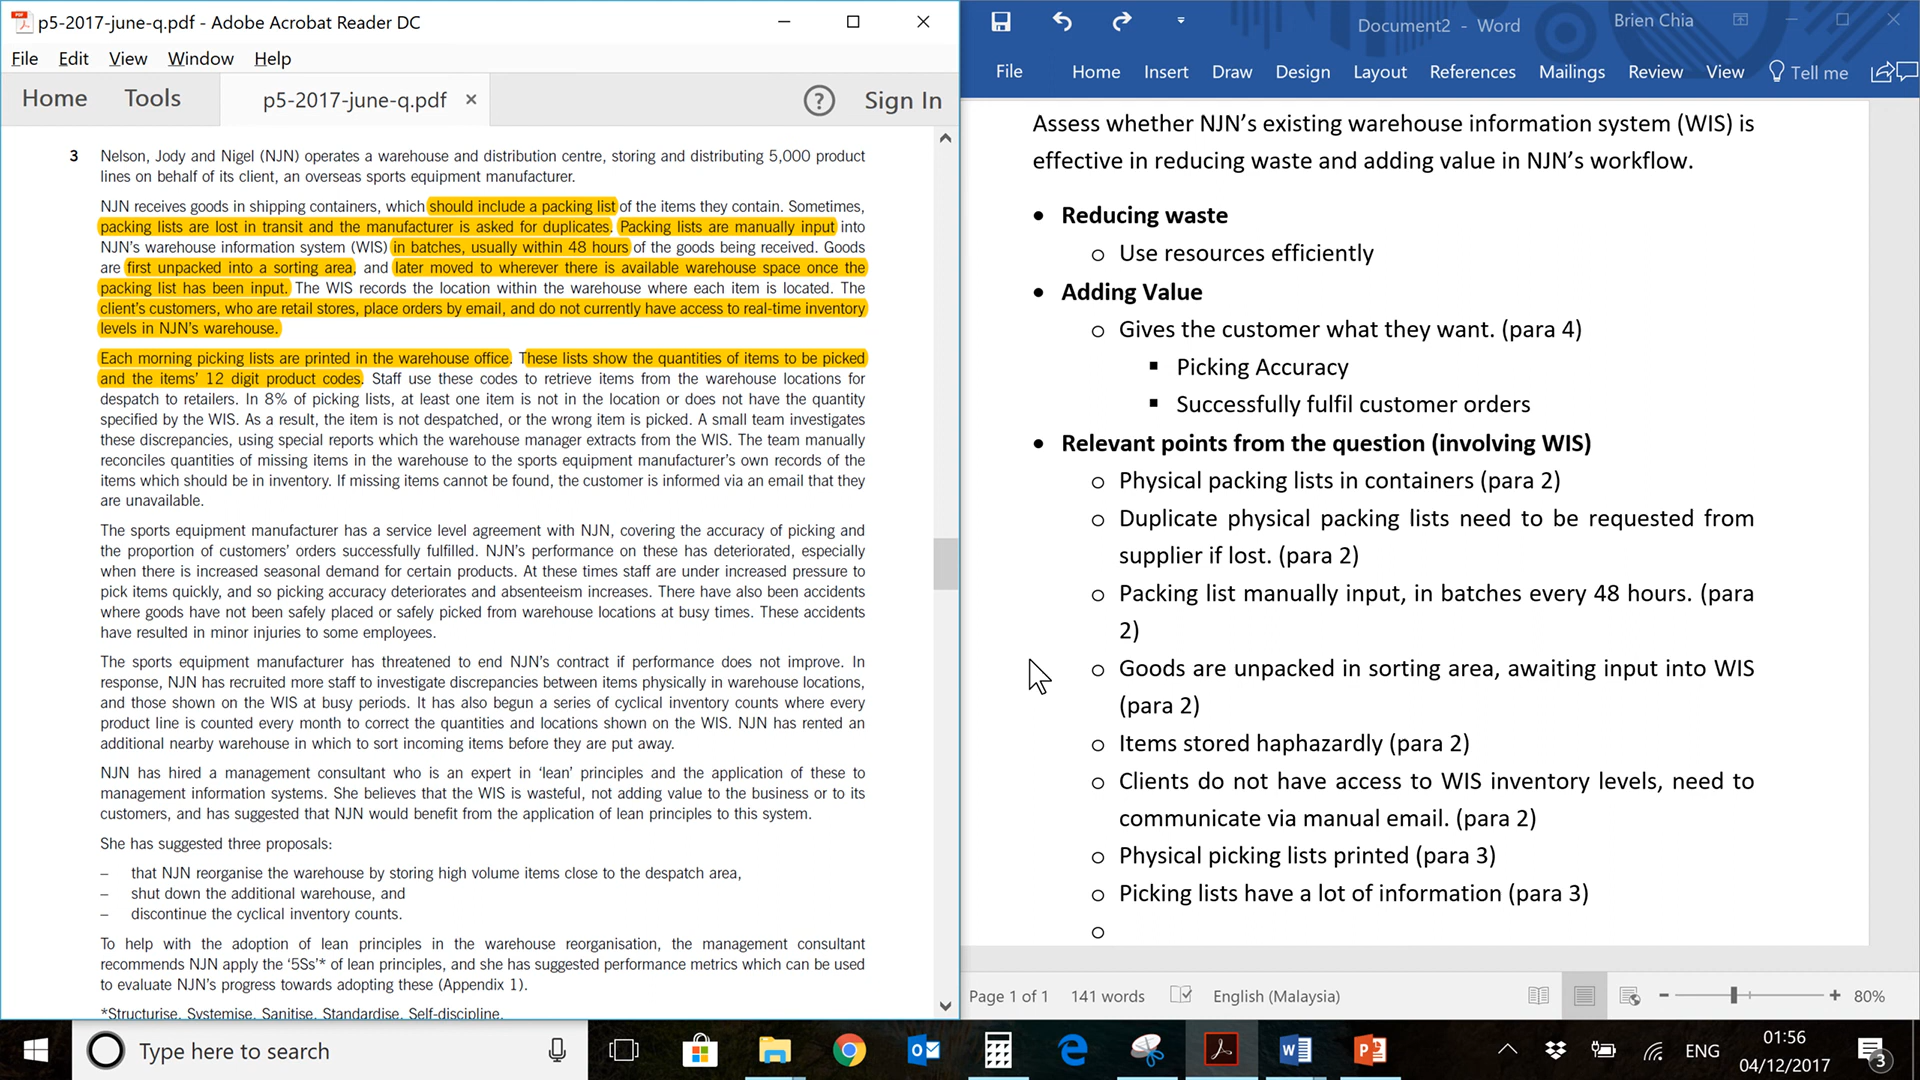 p5-2017-june-q.pdf - Adobe Acrobat Reader DC
File Edit View Window Help
Home Tools p5-2017-june-q.pdf × ? Sign In
3 Nelson, Jody and Nigel (NJN) operates a warehouse and distribution centre, storing and distributing 5,000 product
lines on behalf of its client, an overseas sports equipment manufacturer.
NJN receives goods in shipping containers, which should include a packing list of the items they contain. Sometimes,
packing lists are lost in transit and the manufacturer is asked for duplicates. Packing lists are manually input into
NJN's warehouse information system (WIS) in batches, usually within 48 hours of the goods being received. Goods
are first unpacked into a sorting area, and later moved to wherever there is available warehouse space once the
packing list has been input. The WIS records the location within the warehouse where each item is located. The
client's customers, who are retail stores, place orders by email, and do not currently have access to real-time inventory
levels in NJN's warehouse.
Each morning picking lists are printed in the warehouse office. These lists show the quantities of items to be picked
and the items' 12 digit product codes. Staff use these codes to retrieve items from the warehouse locations for
despatch to retailers. In 8% of picking lists, at least one item is not in the location or does not have the quantity
specified by the WIS. As a result, the item is not despatched, or the wrong item is picked. A small team investigates
these discrepancies, using special reports which the warehouse manager extracts from the WIS. The team manually
reconciles quantities of missing items in the warehouse to the sports equipment manufacturer's own records of the
items which should be in inventory. If missing items cannot be found, the customer is informed via an email that they
are unavailable.
The sports equipment manufacturer has a service level agreement with NJN, covering the accuracy of picking and
the proportion of customers' orders successfully fulfilled. NJN's performance on these has deteriorated, especially
when there is increased seasonal demand for certain products. At these times staff are under increased pressure to
pick items quickly, and so picking accuracy deteriorates and absenteeism increases. There have also been accidents
where goods have not been safely placed or safely picked from warehouse locations at busy times. These accidents
have resulted in minor injuries to some employees.
The sports equipment manufacturer has threatened to end NJN's contract if performance does not improve. In
response, NJN has recruited more staff to investigate discrepancies between items physically in warehouse locations,
and those shown on the WIS at busy periods. It has also begun a series of cyclical inventory counts where every
product line is counted every month to correct the quantities and locations shown on the WIS. NJN has rented an
additional nearby warehouse in which to sort incoming items before they are put away.
NJN has hired a management consultant who is an expert in 'lean' principles and the application of these to
management information systems. She believes that the WIS is wasteful, not adding value to the business or to its
customers, and has suggested that NJN would benefit from the application of lean principles to this system.
She has suggested three proposals:
– that NJN reorganise the warehouse by storing high volume items close to the despatch area,
– shut down the additional warehouse, and
– discontinue the cyclical inventory counts.
To help with the adoption of lean principles in the warehouse reorganisation, the management consultant
recommends NJN apply the '5Ss'* of lean principles, and she has suggested performance metrics which can be used
to evaluate NJN's progress towards adopting these (Appendix 1).
*Structurise, Systemise, Sanitise, Standardise, Self-discipline.
Document2 - Word Brien Chia
File Home Insert Draw Design Layout References Mailings Review View Tell me
Assess whether NJN's existing warehouse information system (WIS) is
effective in reducing waste and adding value in NJN's workflow.
• Reducing waste
o Use resources efficiently
• Adding Value
o Gives the customer what they want. (para 4)
▪ Picking Accuracy
▪ Successfully fulfil customer orders
• Relevant points from the question (involving WIS)
o Physical packing lists in containers (para 2)
o Duplicate physical packing lists need to be requested from
supplier if lost. (para 2)
o Packing list manually input, in batches every 48 hours. (para
2)
o Goods are unpacked in sorting area, awaiting input into WIS
(para 2)
o Items stored haphazardly (para 2)
o Clients do not have access to WIS inventory levels, need to
communicate via manual email. (para 2)
o Physical picking lists printed (para 3)
o Picking lists have a lot of information (para 3)
o
Page 1 of 1 141 words English (Malaysia) 80%
Type here to search
ENG
01:56
04/12/2017
3